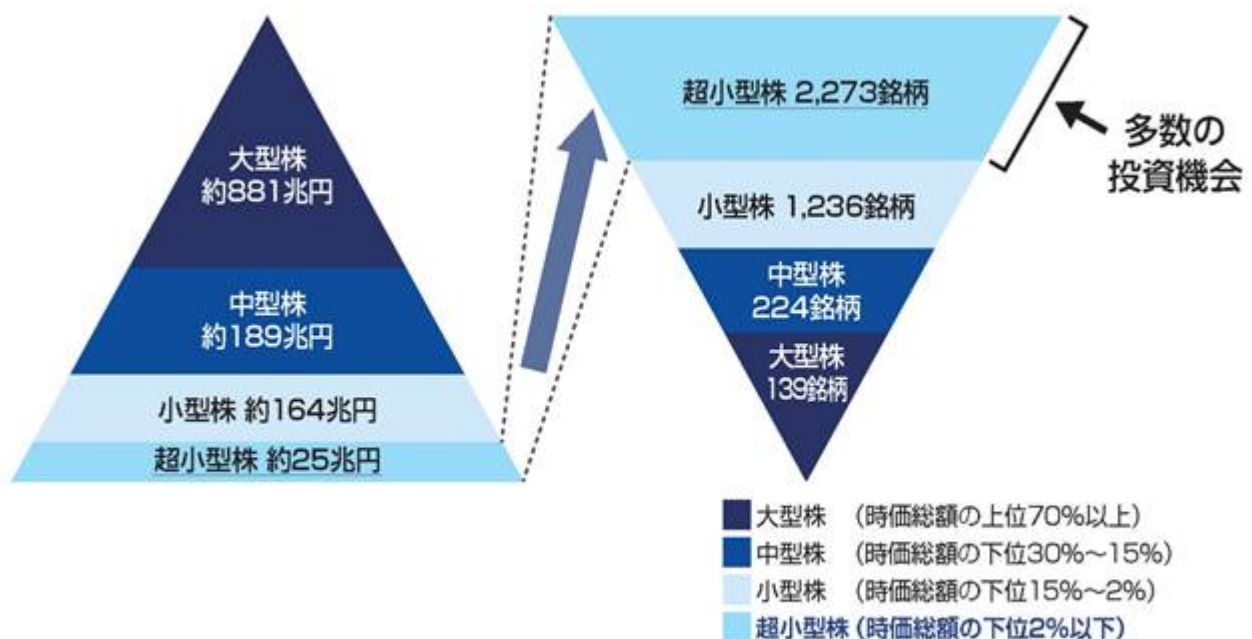 大型株
約881兆円
中型株
約189兆円
小型株 約164兆円
超小型株 約25兆円
超小型株 2,273銘柄
小型株 1,236銘柄
中型株
224銘柄
大型株
139銘柄
多数の
投資機会
大型株 （時価総額の上位70%以上）
中型株 （時価総額の下位30%～15%）
小型株 （時価総額の下位15%～2%）
超小型株 （時価総額の下位2%以下）